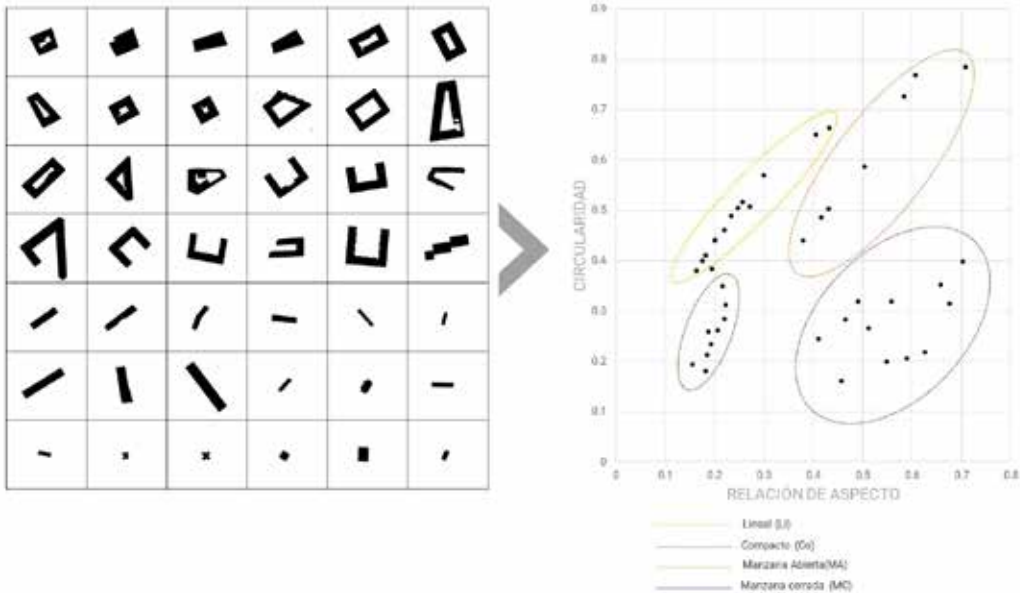 0.9
0.8
0.7
0.6
0.5
0.4
0.3
0.2
0.1
0
CIRCULARIDAD
0 0.1 0.2 0.3 0.4 0.5 0.6 0.7 0.8
RELACIÓN DE ASPECTO
Lineal (LI)
Compacto (Co)
Manzana Abierta(MA)
Manzana cerrada (MC)